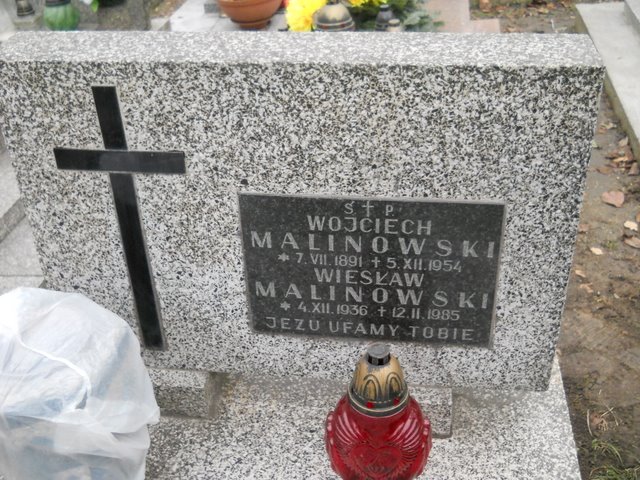 Ś † P
WOJCIECH
MALINOWSKI
* 7. VII. 1891 † 5. XII. 1954
WIESŁAW
MALINOWSKI
* 4. XII. 1936 † 12. II. 1985
JEZU UFAMY TOBIE